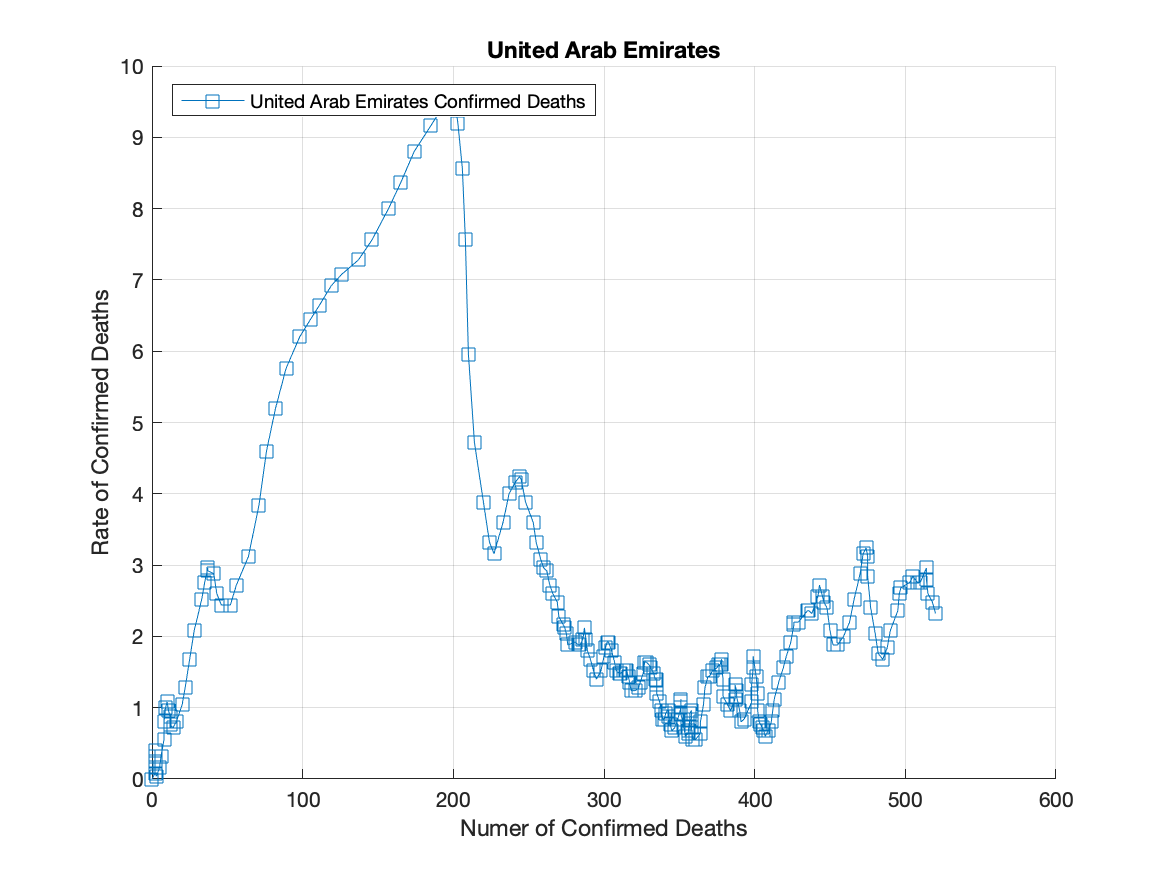 United Arab Emirates
United Arab Emirates Confirmed Deaths
10
9
8
7
6
5
4
3
2
1
0
Rate of Confirmed Deaths
0 100 200 300 400 500 600
Numer of Confirmed Deaths